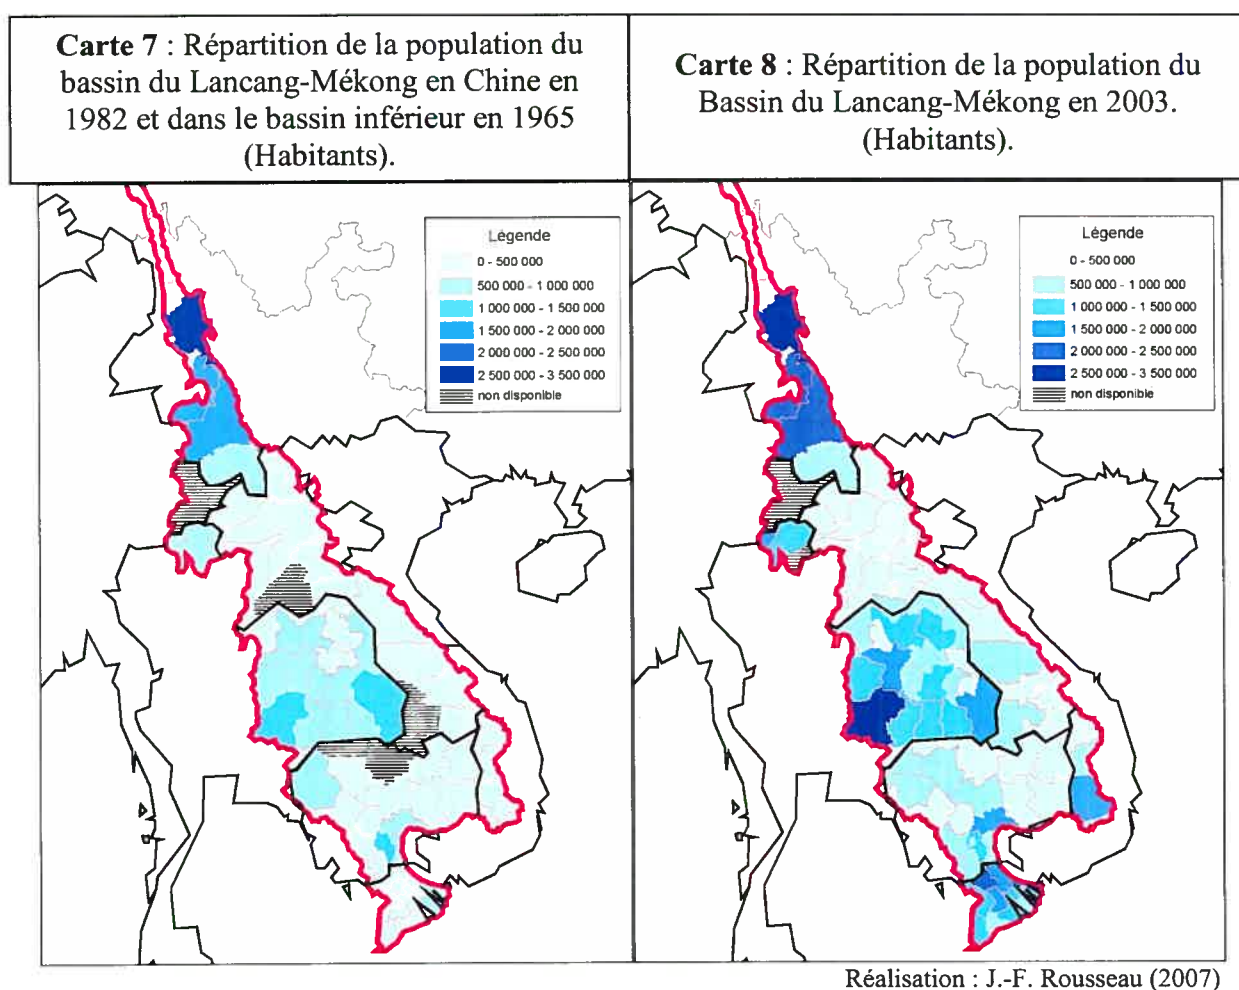 Carte 7 : Répartition de la population du
bassin du Lancang-Mékong en Chine en
1982 et dans le bassin inférieur en 1965
(Habitants).
Carte 8 : Répartition de la population du
Bassin du Lancang-Mékong en 2003.
(Habitants).
Légende
0 - 500 000
500 000 - 1 000 000
1 000 000 - 1 500 000
1 500 000 - 2 000 000
2 000 000 - 2 500 000
2 500 000 - 3 500 000
non disponible
Légende
0 - 500 000
500 000 - 1 000 000
1 000 000 - 1 500 000
1 500 000 - 2 000 000
2 000 000 - 2 500 000
2 500 000 - 3 500 000
non disponible
Réalisation : J.-F. Rousseau (2007)